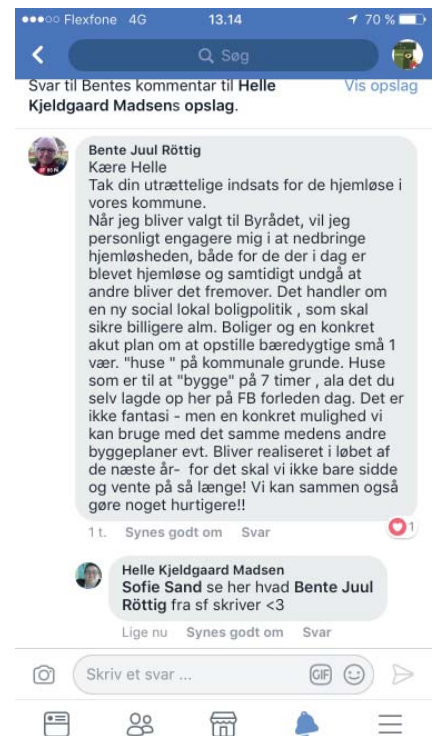 Flexfone 4G 13.14 70 %
Søg
Svar til Bentes kommentar til Helle Vis opslag
Kjeldgaard Madsens opslag.
Bente Juul Röttig
Kære Helle
Tak din utrættelige indsats for de hjemløse i
vores kommune.
Når jeg bliver valgt til Byrådet, vil jeg
personligt engagere mig i at nedbringe
hjemløsheden, både for de der i dag er
blevet hjemløse og samtidigt undgå at
andre bliver det fremover. Det handler om
en ny social lokal boligpolitik , som skal
sikre billigere alm. Boliger og en konkret
akut plan om at opstille bæredygtige små 1
vær. "huse " på kommunale grunde. Huse
som er til at "bygge" på 7 timer , ala det du
selv lagde op her på FB forleden dag. Det er
ikke fantasi - men en konkret mulighed vi
kan bruge med det samme medens andre
byggeplaner evt. Bliver realiseret i løbet af
de næste år- for det skal vi ikke bare sidde
og vente på så længe! Vi kan sammen også
gøre noget hurtigere!!
1 t. Synes godt om Svar 1
Helle Kjeldgaard Madsen
Sofie Sand se her hvad Bente Juul
Röttig fra sf skriver <3
Lige nu Synes godt om Svar
Skriv et svar ... GIF